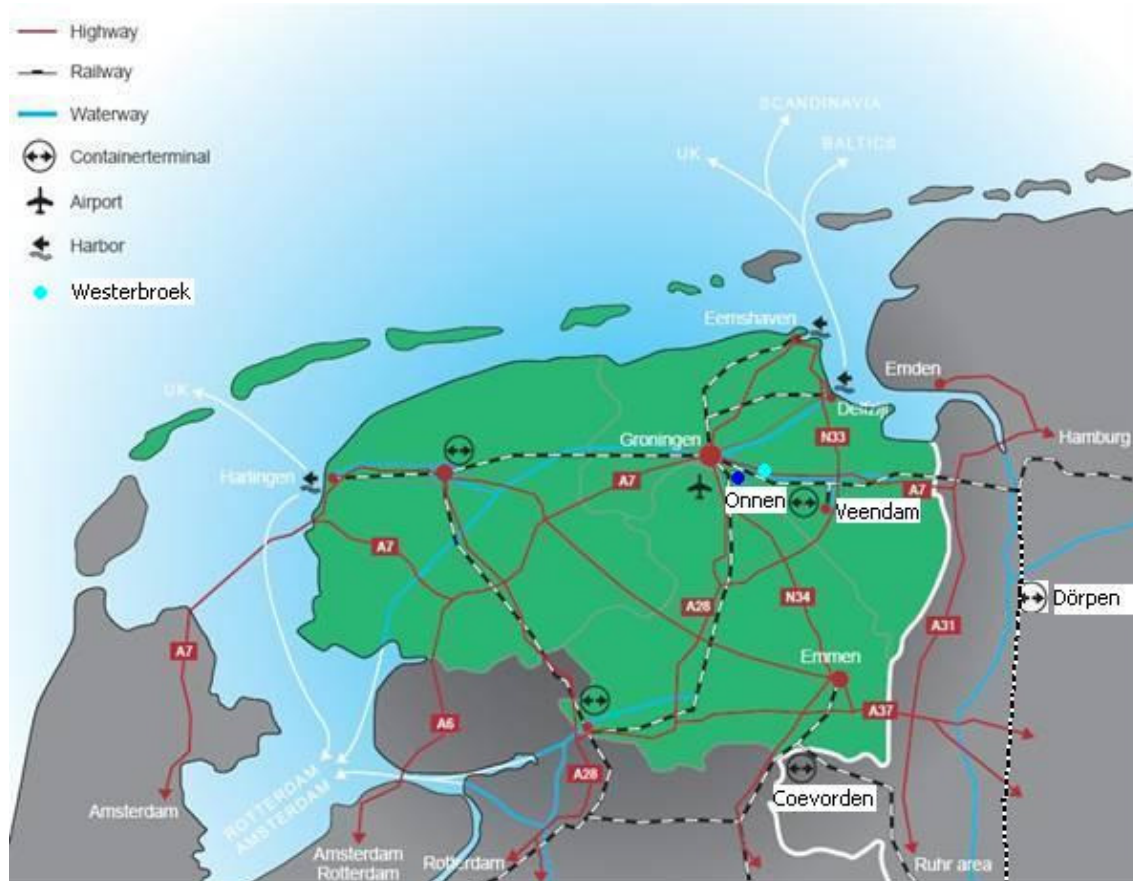 Highway
Railway
Waterway
Containerterminal
Airport
Harbor
Westerbroek
SCANDINAVIA
UK
BALTICS
Eemshaven
Emden
UK
Delfzijl
Groningen
N33
Hamburg
Harlingen
A7
A7
Onnen
Veendam
A7
Dörpen
A28
N34
A31
A7
Emmen
A6
A37
A28
ROTTERDAM
AMSTERDAM
Coevorden
Amsterdam
Amsterdam
Rotterdam
Rotterdam
Ruhr area